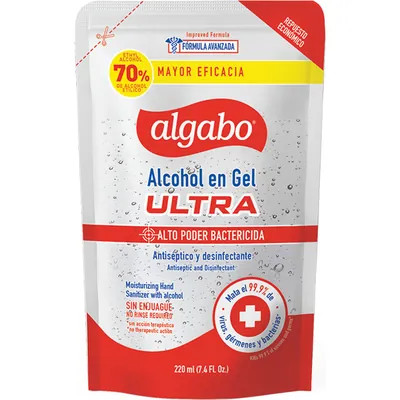 Improved Formula
FÓRMULA AVANZADA
REPUESTO
ECONÓMICO
ETHYL
ALCOHOL
70%
DE ALCOHOL
ETÍLICO
MAYOR EFICACIA
algabo
Alcohol en Gel
ULTRA
ALTO PODER BACTERICIDA
Antiséptico y desinfectante
Antiseptic and Disinfectant
Moisturizing Hand
Sanitizer with alcohol
SIN ENJUAGUE*
NO RINSE REQUIRED*
*sin acción terapéutica
*no therapeutic action
Mata el 99,9% de
virus, gérmenes y bacterias*
220 ml (7,4 Fl. Oz.)